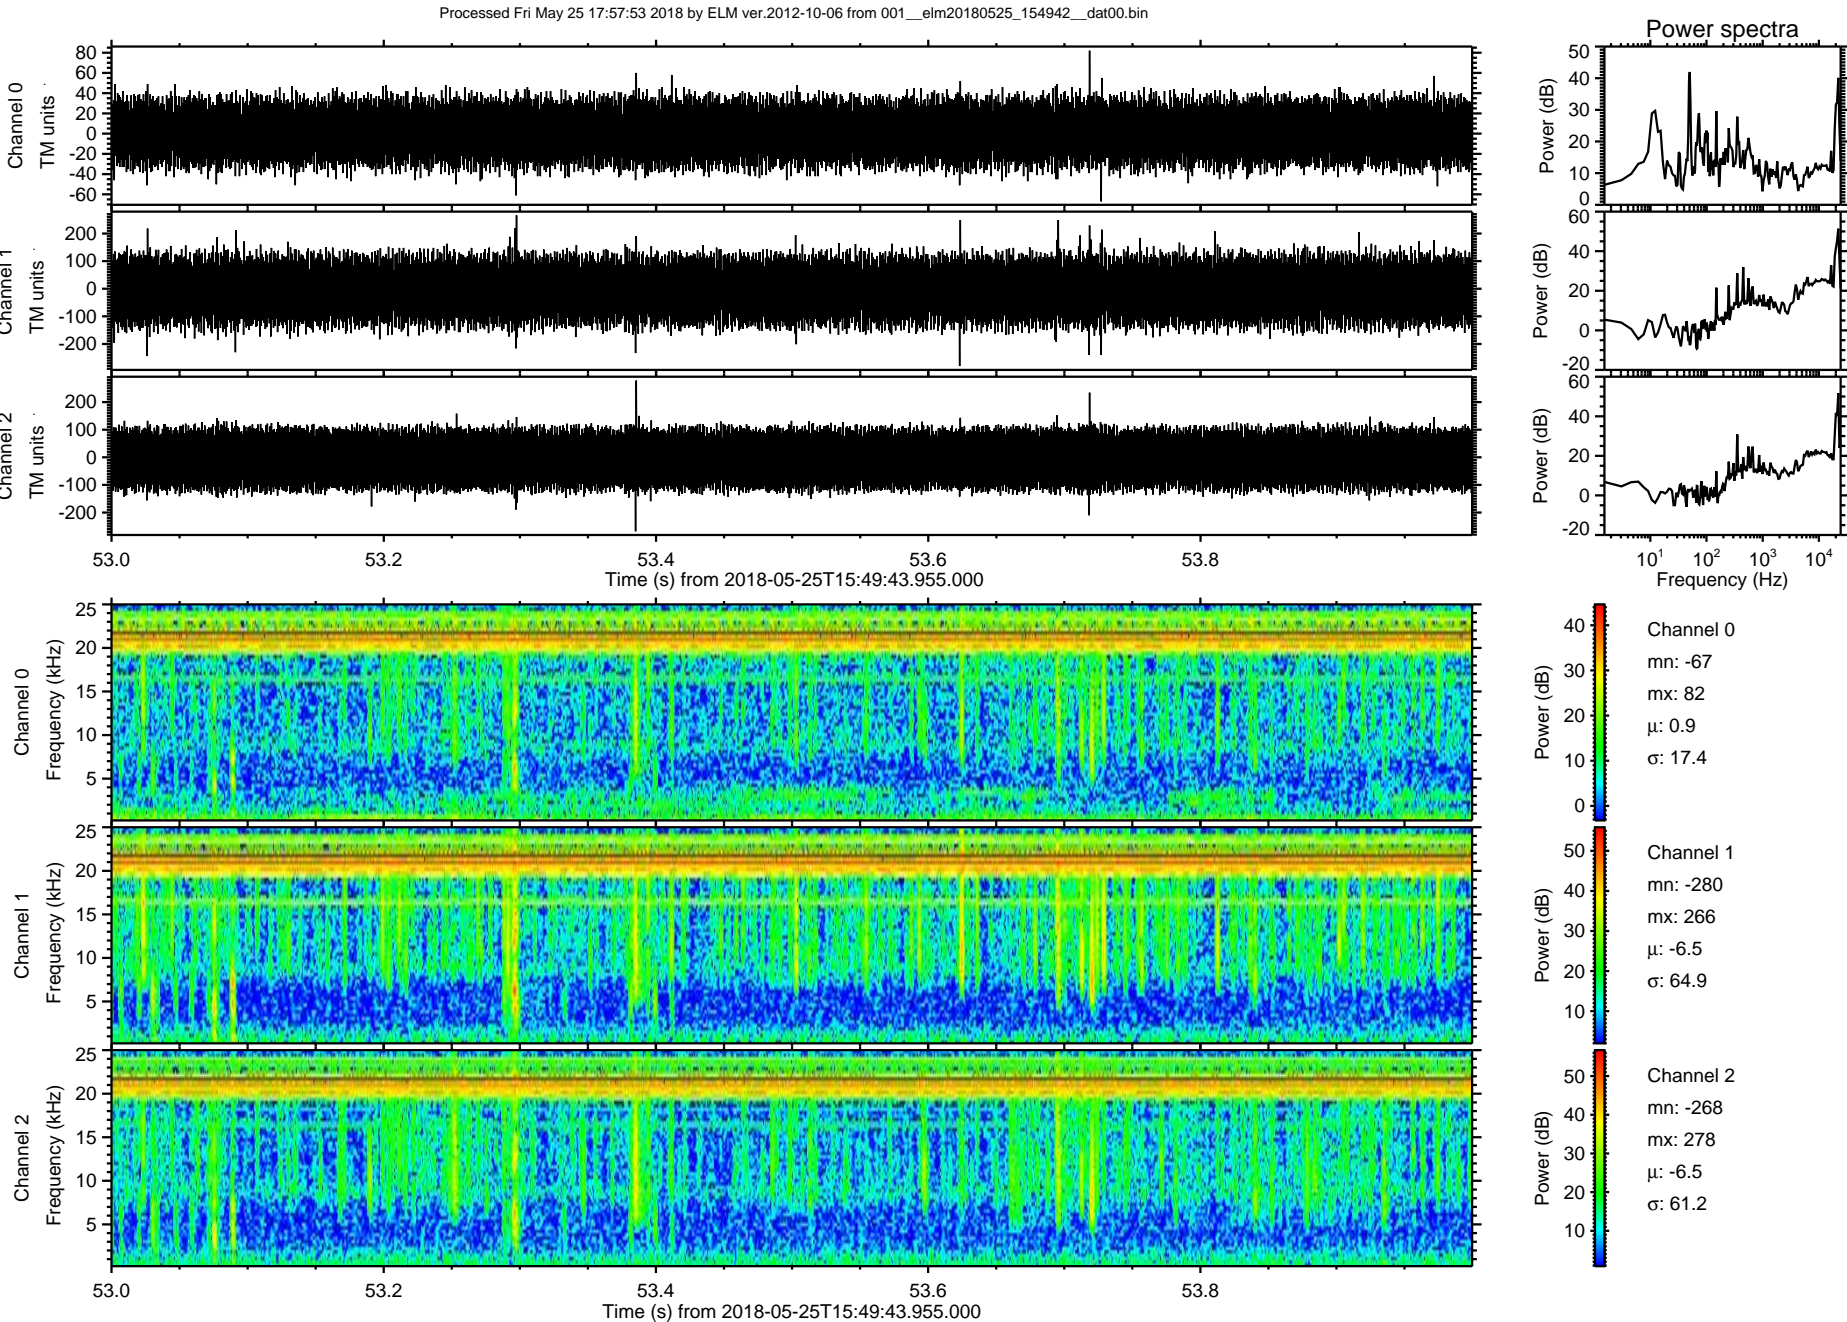 Processed Fri May 25 17:57:53 2018 by ELM ver.2012-10-06 from 001__elm20180525_154942__dat00.bin
Power spectra
Channel 0
TM units
80
60
40
20
0
-20
-40
-60
Power (dB)
50
40
30
20
10
0
Channel 1
TM units
200
100
0
-100
-200
Power (dB)
60
40
20
0
-20
Channel 2
TM units
200
100
0
-100
-200
Power (dB)
60
40
20
0
-20
53.0 53.2 53.4 53.6 53.8
Time (s) from 2018-05-25T15:49:43.955.000
10¹ 10² 10³ 10⁴
Frequency (Hz)
Channel 0
Frequency (kHz)
25
20
15
10
5
Power (dB)
40
30
20
10
0
Channel 0
mn: -67
mx: 82
μ: 0.9
σ: 17.4
Channel 1
Frequency (kHz)
25
20
15
10
5
Power (dB)
50
40
30
20
10
Channel 1
mn: -280
mx: 266
μ: -6.5
σ: 64.9
Channel 2
Frequency (kHz)
25
20
15
10
5
Power (dB)
50
40
30
20
10
Channel 2
mn: -268
mx: 278
μ: -6.5
σ: 61.2
53.0 53.2 53.4 53.6 53.8
Time (s) from 2018-05-25T15:49:43.955.000